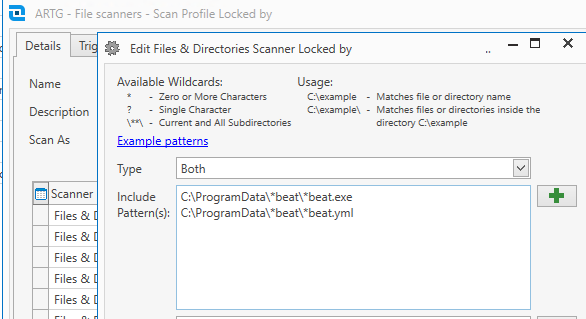 ARTG - File scanners - Scan Profile Locked by
Details
Trig
Edit Files & Directories Scanner Locked by
..
Name
Description
Scan As
Available Wildcards:
* - Zero or More Characters
? - Single Character
\**\ - Current and All Subdirectories
Usage:
C:\example - Matches file or directory name
C:\example\ - Matches files or directories inside the
directory C:\example
Example patterns
Type
Both
Include
Pattern(s):
C:\ProgramData\*beat\*beat.exe
C:\ProgramData\*beat\*beat.yml
Scanner
Files & D
Files & D
Files & D
Files & D
Files & D